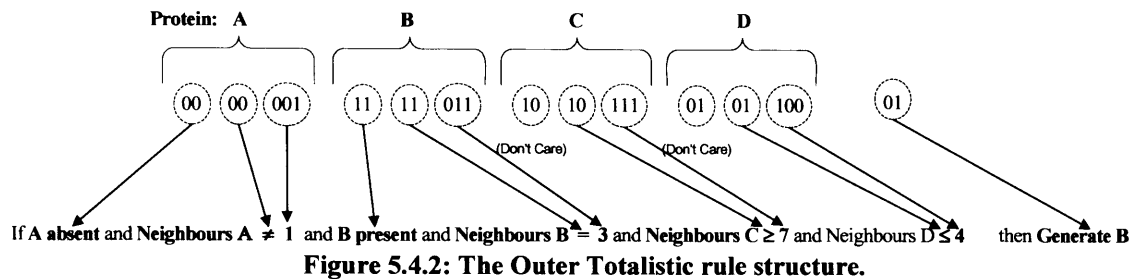 Protein: A B C D
00 00 001 11 11 011 10 10 111 01 01 100 01
(Don't Care) (Don't Care)
If A absent and Neighbours A ≠ 1 and B present and Neighbours B = 3 and Neighbours C ≥ 7 and Neighbours D ≤ 4 then Generate B
Figure 5.4.2: The Outer Totalistic rule structure.